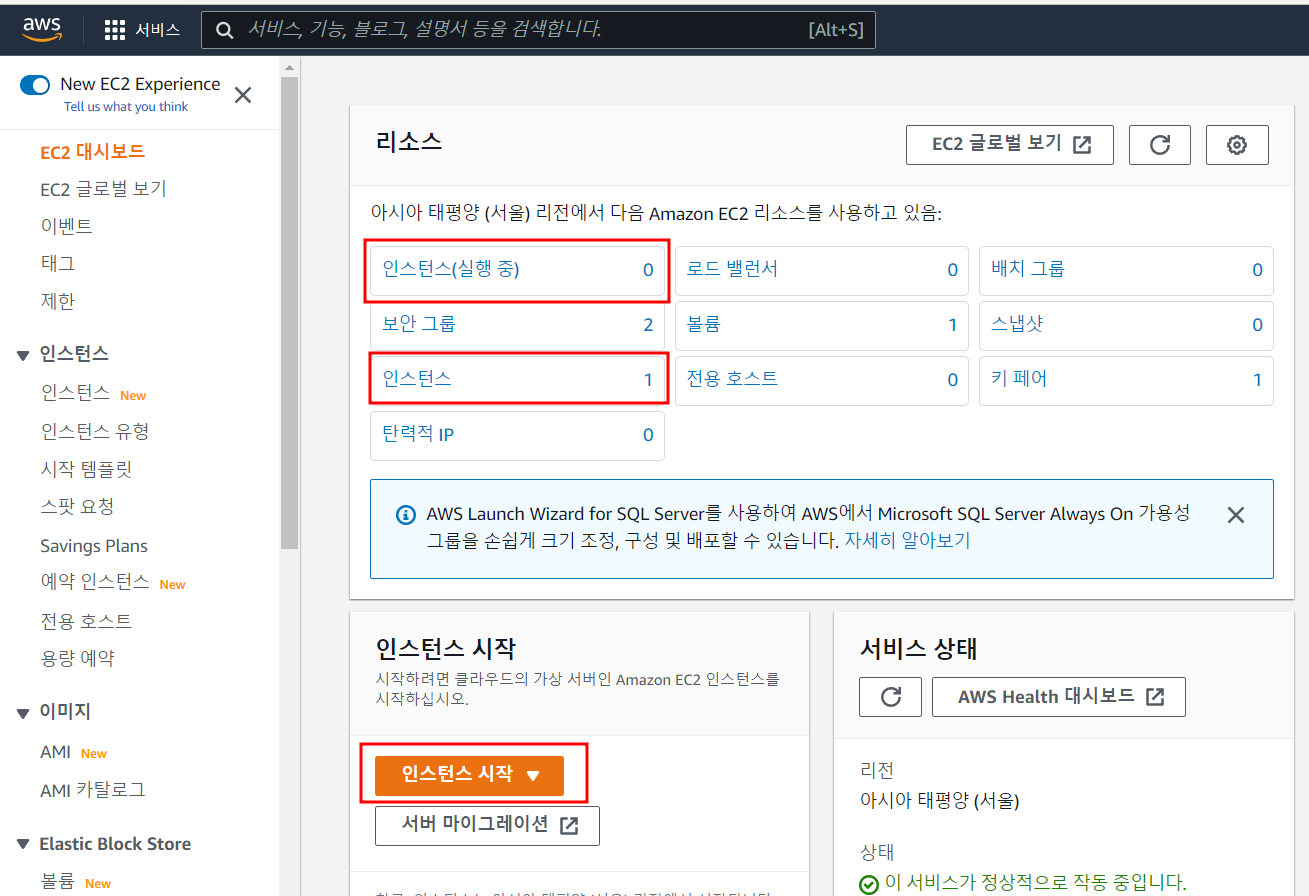 aws
서비스
서비스, 기능, 블로그, 설명서 등을 검색합니다.
[Alt+S]
New EC2 Experience
Tell us what you think
EC2 대시보드
EC2 글로벌 보기
이벤트
태그
제한
인스턴스
인스턴스 New
인스턴스 유형
시작 템플릿
스팟 요청
Savings Plans
예약 인스턴스 New
전용 호스트
용량 예약
이미지
AMI New
AMI 카탈로그
Elastic Block Store
볼륨 New
리소스
EC2 글로벌 보기
아시아 태평양 (서울) 리전에서 다음 Amazon EC2 리소스를 사용하고 있음:
인스턴스(실행 중) 0
로드 밸런서 0
배치 그룹 0
보안 그룹 2
볼륨 1
스냅샷 0
인스턴스 1
전용 호스트 0
키 페어 1
탄력적 IP 0
AWS Launch Wizard for SQL Server를 사용하여 AWS에서 Microsoft SQL Server Always On 가용성
그룹을 손쉽게 크기 조정, 구성 및 배포할 수 있습니다. 자세히 알아보기
인스턴스 시작
시작하려면 클라우드의 가상 서버인 Amazon EC2 인스턴스를
시작하십시오.
인스턴스 시작
서버 마이그레이션
서비스 상태
AWS Health 대시보드
리전
아시아 태평양 (서울)
상태
이 서비스가 정상적으로 작동 중입니다.